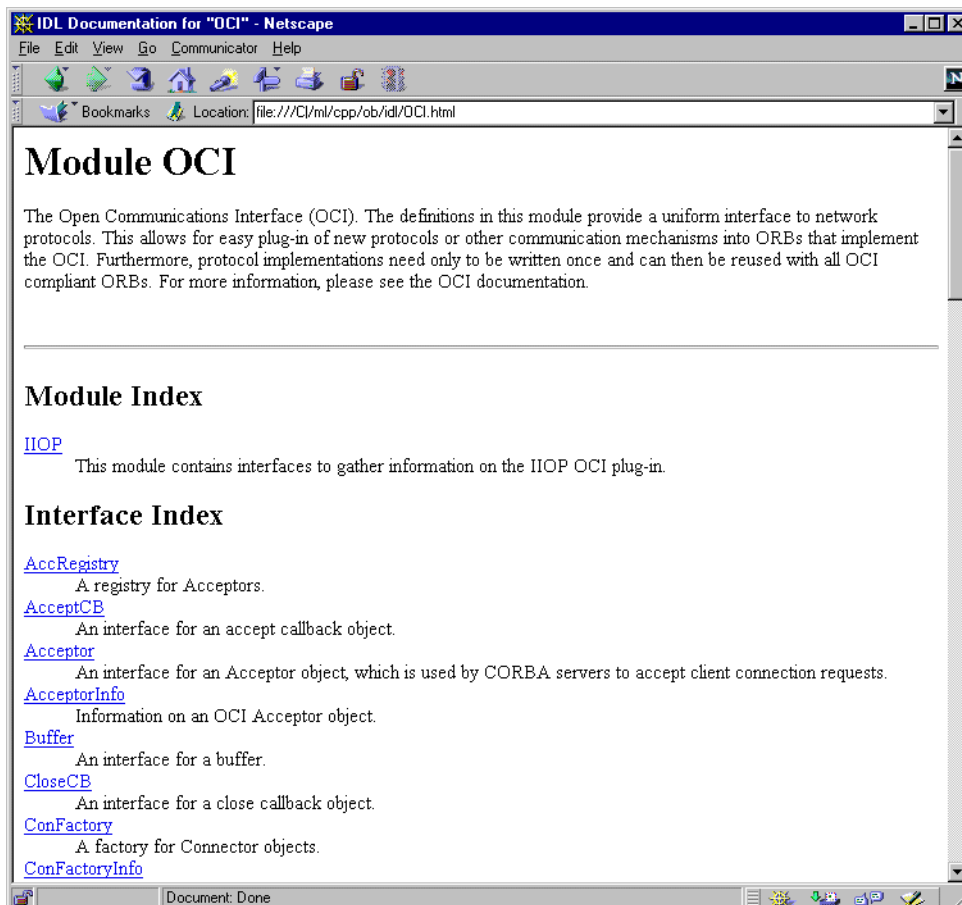 IDL Documentation for "OCI" - Netscape
File Edit View Go Communicator Help
N
Bookmarks Location: file:///C|/ml/cpp/ob/idl/OCI.html
Module OCI
The Open Communications Interface (OCI). The definitions in this module provide a uniform interface to network
protocols. This allows for easy plug-in of new protocols or other communication mechanisms into ORBs that implement
the OCI. Furthermore, protocol implementations need only to be written once and can then be reused with all OCI
compliant ORBs. For more information, please see the OCI documentation.
Module Index
IIOP
This module contains interfaces to gather information on the IIOP OCI plug-in.
Interface Index
AccRegistry
A registry for Acceptors.
AcceptCB
An interface for an accept callback object.
Acceptor
An interface for an Acceptor object, which is used by CORBA servers to accept client connection requests.
AcceptorInfo
Information on an OCI Acceptor object.
Buffer
An interface for a buffer.
CloseCB
An interface for a close callback object.
ConFactory
A factory for Connector objects.
ConFactoryInfo
Document: Done